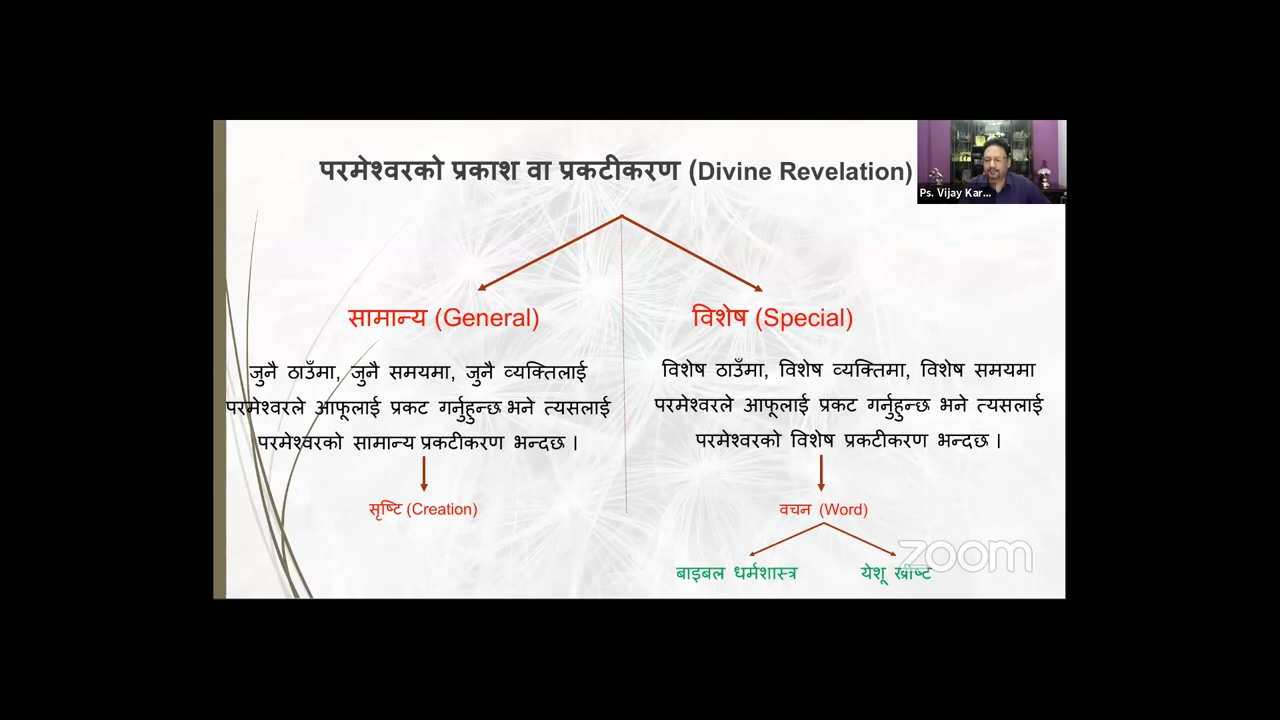 परमेश्वरको प्रकाश वा प्रकटीकरण (Divine Revelation)
Ps. Vijay Kar...
सामान्य (General)
जुनै ठाउँमा, जुनै समयमा, जुनै व्यक्तिलाई
परमेश्वरले आफूलाई प्रकट गर्नुहुन्छ भने त्यसलाई
परमेश्वरको सामान्य प्रकटीकरण भन्दछ ।
सृष्टि (Creation)
विशेष (Special)
विशेष ठाउँमा, विशेष व्यक्तिमा, विशेष समयमा
परमेश्वरले आफूलाई प्रकट गर्नुहुन्छ भने त्यसलाई
परमेश्वरको विशेष प्रकटीकरण भन्दछ ।
वचन (Word)
बाइबल धर्मशास्त्र
येशू ख्रीष्ट
zoom